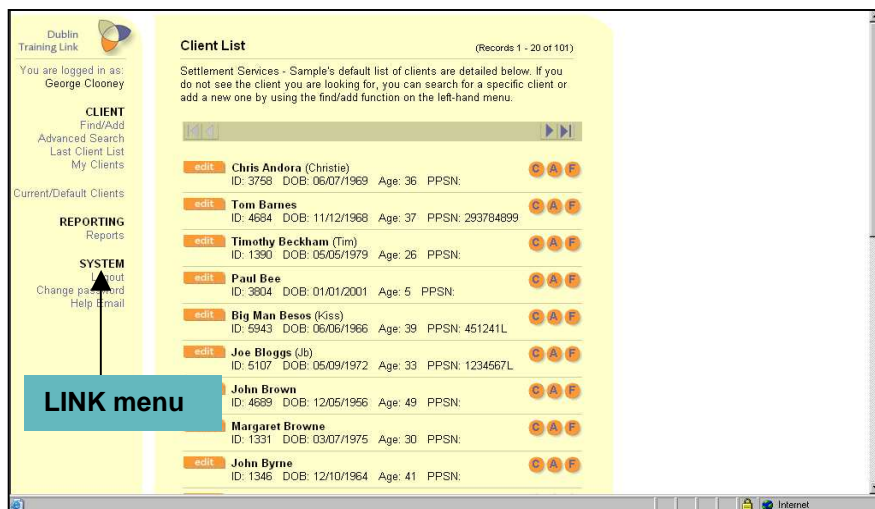 Dublin
Training Link
You are logged in as:
George Clooney
CLIENT
Find/Add
Advanced Search
Last Client List
My Clients
Current/Default Clients
REPORTING
Reports
SYSTEM
Logout
Change password
Help Email
LINK menu
Client List (Records 1 - 20 of 101)
Settlement Services - Sample's default list of clients are detailed below. If you
do not see the client you are looking for, you can search for a specific client or
add a new one by using the find/add function on the left-hand menu.
edit Chris Andora (Christie) C A F
ID: 3758 DOB: 06/07/1969 Age: 36 PPSN:
edit Tom Barnes C A F
ID: 4684 DOB: 11/12/1968 Age: 37 PPSN: 293784899
edit Timothy Beckham (Tim) C A F
ID: 1390 DOB: 05/05/1979 Age: 26 PPSN:
edit Paul Bee C A F
ID: 3804 DOB: 01/01/2001 Age: 5 PPSN:
edit Big Man Besos (Kiss) C A F
ID: 5943 DOB: 06/06/1966 Age: 39 PPSN: 451241L
edit Joe Bloggs (Jb) C A F
ID: 5107 DOB: 05/09/1972 Age: 33 PPSN: 1234567L
John Brown C A F
ID: 4689 DOB: 12/05/1956 Age: 49 PPSN:
Margaret Browne C A F
ID: 1331 DOB: 03/07/1975 Age: 30 PPSN:
edit John Byrne C A F
ID: 1346 DOB: 12/10/1964 Age: 41 PPSN:
Internet